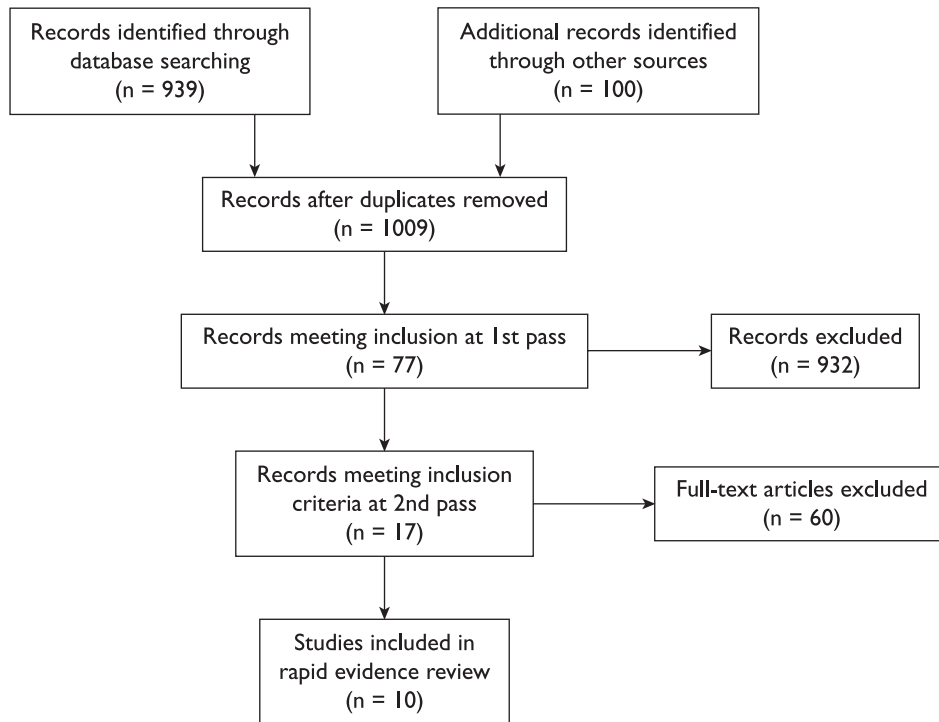 Records identified through
database searching
(n = 939)
Additional records identified
through other sources
(n = 100)
Records after duplicates removed
(n = 1009)
Records meeting inclusion at 1st pass
(n = 77)
Records excluded
(n = 932)
Records meeting inclusion
criteria at 2nd pass
(n = 17)
Full-text articles excluded
(n = 60)
Studies included in
rapid evidence review
(n = 10)